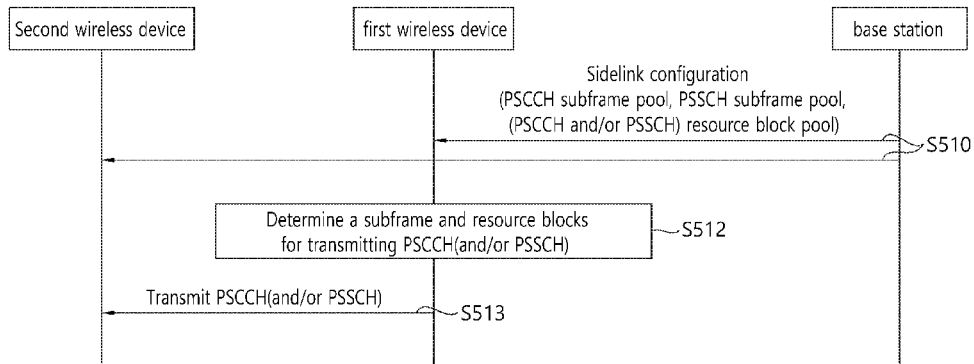 Second wireless device
first wireless device
base station
Sidelink configuration
(PSCCH subframe pool, PSSCH subframe pool,
(PSCCH and/or PSSCH) resource block pool)
S510
Determine a subframe and resource blocks
for transmitting PSCCH(and/or PSSCH)
S512
Transmit PSCCH(and/or PSSCH)
S513